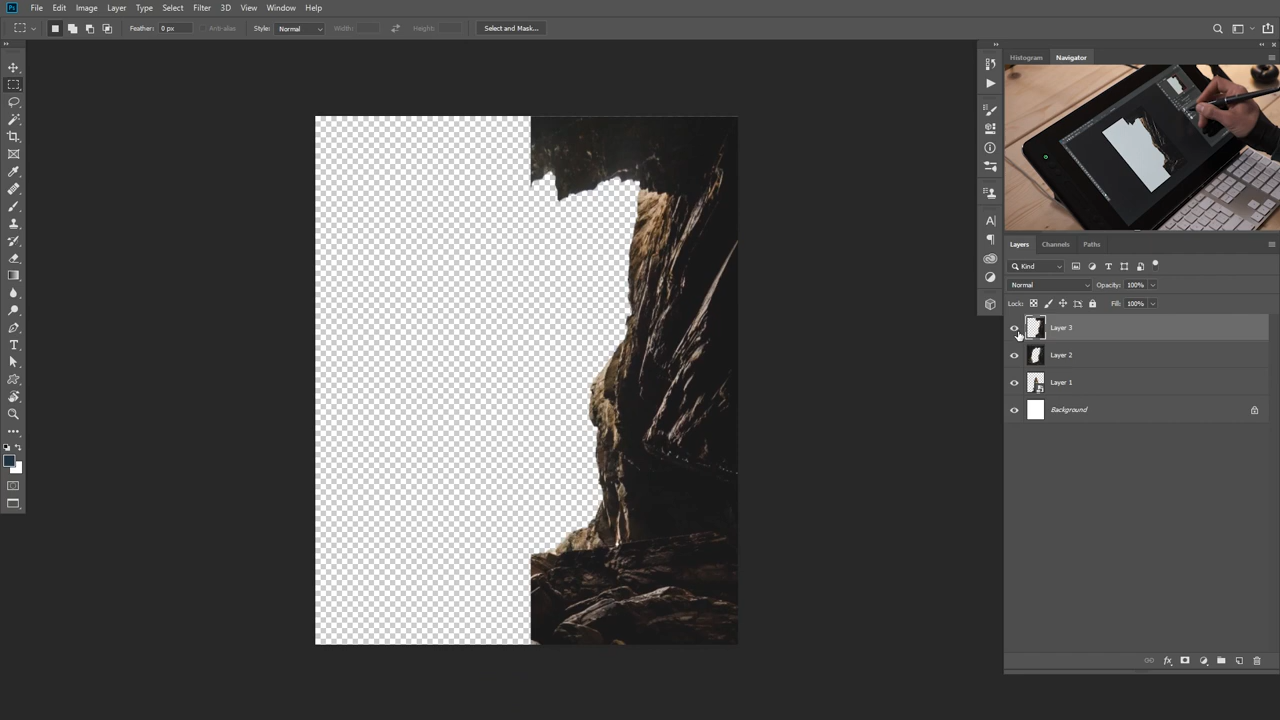 Ps File Edit Image Layer Type Select Filter 3D View Window Help
Feather: 0 px Anti-alias Style: Normal Width: Height: Select and Mask...
Histogram Navigator
Layers Channels Paths
Kind
Normal Opacity: 100%
Lock: Fill: 100%
Layer 3
Layer 2
Layer 1
Background